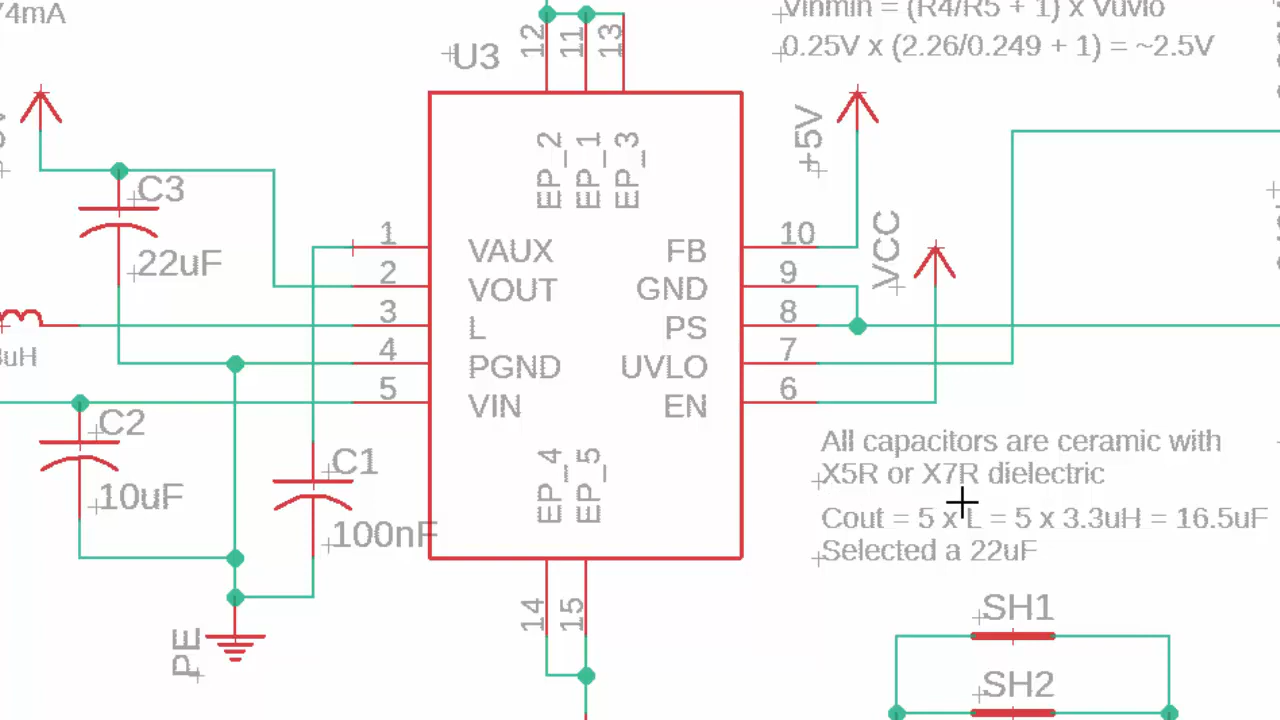 74mA
U3
12
11
13
Vinmin = (R4/R5 + 1) x Vuvlo
0.25V x (2.26/0.249 + 1) = ~2.5V
+5V
EP_2
EP_1
EP_3
C3
22uF
1
2
3
4
5
VAUX
VOUT
L
PGND
VIN
FB
GND
PS
UVLO
EN
10
9
8
7
6
VCC
uH
C2
10uF
C1
100nF
EP_4
EP_5
14
15
PE
All capacitors are ceramic with
X5R or X7R dielectric
Cout = 5 x L = 5 x 3.3uH = 16.5uF
Selected a 22uF
SH1
SH2